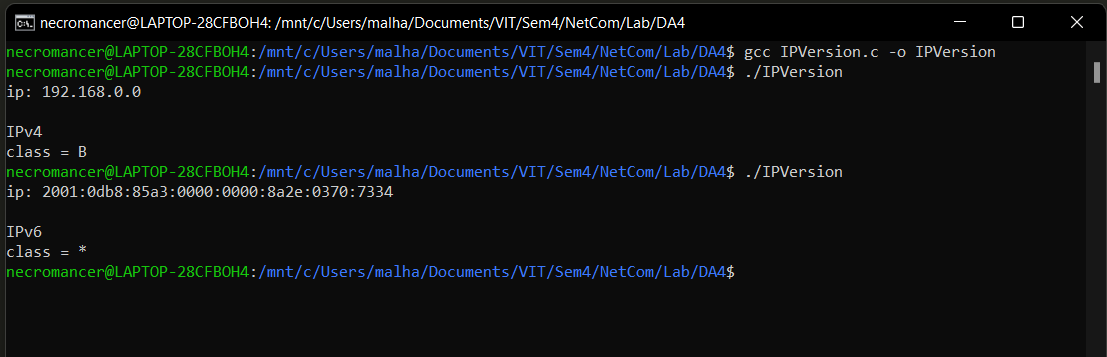 necromancer@LAPTOP-28CFBOH4: /mnt/c/Users/malha/Documents/VIT/Sem4/NetCom/Lab/DA4
necromancer@LAPTOP-28CFBOH4:/mnt/c/Users/malha/Documents/VIT/Sem4/NetCom/Lab/DA4$ gcc IPVersion.c -o IPVersion
necromancer@LAPTOP-28CFBOH4:/mnt/c/Users/malha/Documents/VIT/Sem4/NetCom/Lab/DA4$ ./IPVersion
ip: 192.168.0.0
IPv4
class = B
necromancer@LAPTOP-28CFBOH4:/mnt/c/Users/malha/Documents/VIT/Sem4/NetCom/Lab/DA4$ ./IPVersion
ip: 2001:0db8:85a3:0000:0000:8a2e:0370:7334
IPv6
class = *
necromancer@LAPTOP-28CFBOH4:/mnt/c/Users/malha/Documents/VIT/Sem4/NetCom/Lab/DA4$